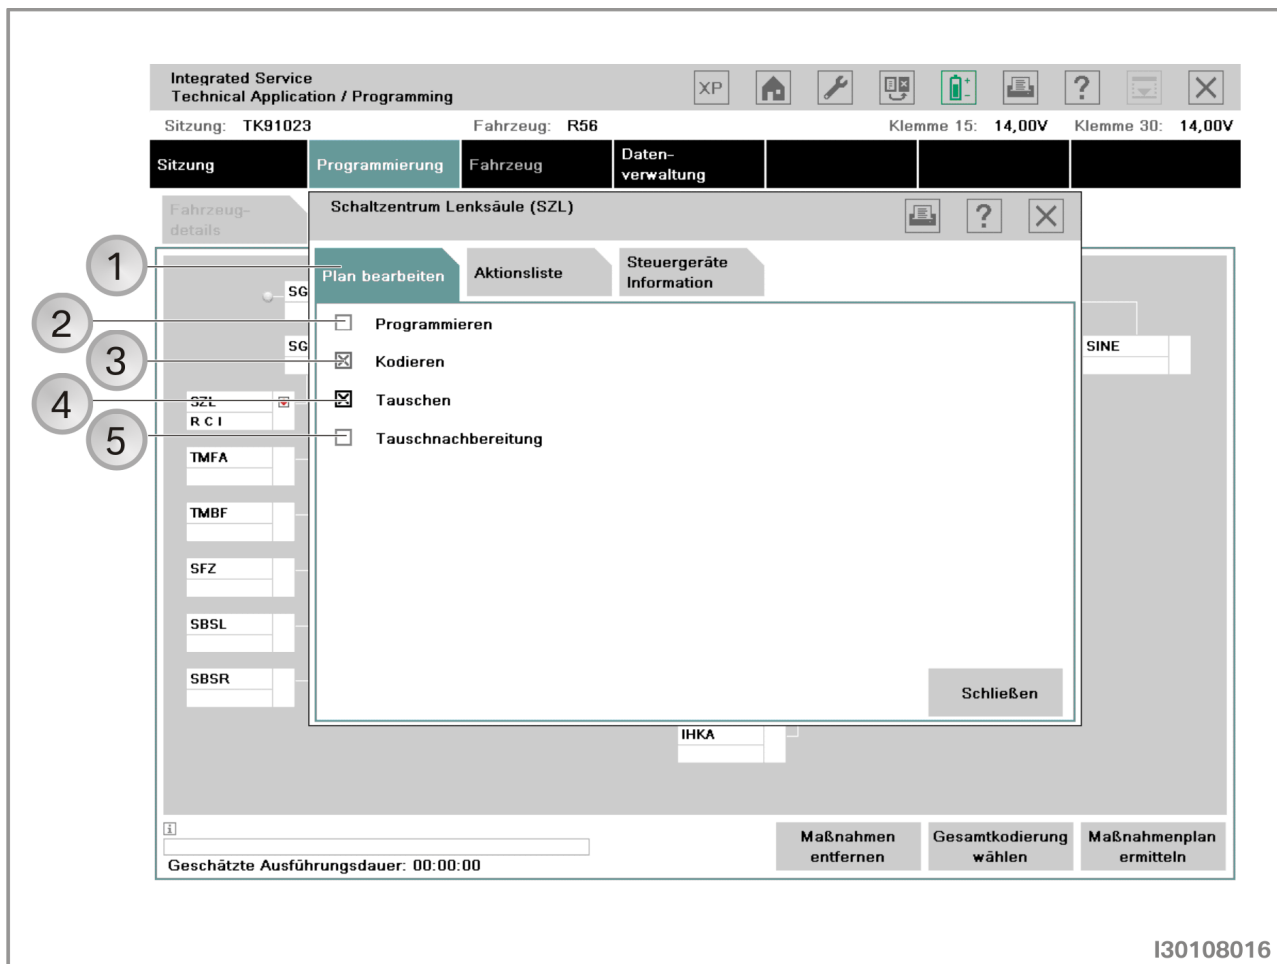 Integrated Service
Technical Application / Programming
XP
?
Sitzung: TK91023
Fahrzeug: R56
Klemme 15: 14,00V
Klemme 30: 14,00V
Sitzung
Programmierung
Fahrzeug
Daten-
verwaltung
Fahrzeug-
details
Schaltzentrum Lenksäule (SZL)
?
1
Plan bearbeiten
Aktionsliste
Steuergeräte
Information
SG
2
Programmieren
SG
SINE
3
Kodieren
4
SZL
Tauschen
R C I
5
Tauschnachbereitung
TMFA
TMBF
SFZ
SBSL
SBSR
Schließen
IHKA
i
Geschätzte Ausführungsdauer: 00:00:00
Maßnahmen
entfernen
Gesamtkodierung
wählen
Maßnahmenplan
ermitteln
I30108016